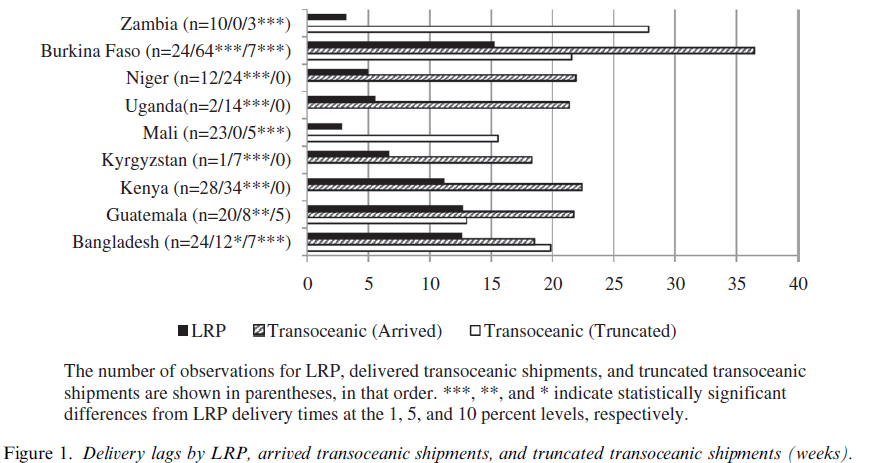 Zambia (n=10/0/3***)
Burkina Faso (n=24/64***/7***)
Niger (n=12/24***/0)
Uganda(n=2/14***/0)
Mali (n=23/0/5***)
Kyrgyzstan (n=1/7***/0)
Kenya (n=28/34***/0)
Guatemala (n=20/8**/5)
Bangladesh (n=24/12*/7***)
0 5 10 15 20 25 30 35 40
LRP Transoceanic (Arrived) Transoceanic (Truncated)
The number of observations for LRP, delivered transoceanic shipments, and truncated transoceanic
shipments are shown in parentheses, in that order. ***, **, and * indicate statistically significant
differences from LRP delivery times at the 1, 5, and 10 percent levels, respectively.
Figure 1. Delivery lags by LRP, arrived transoceanic shipments, and truncated transoceanic shipments (weeks).